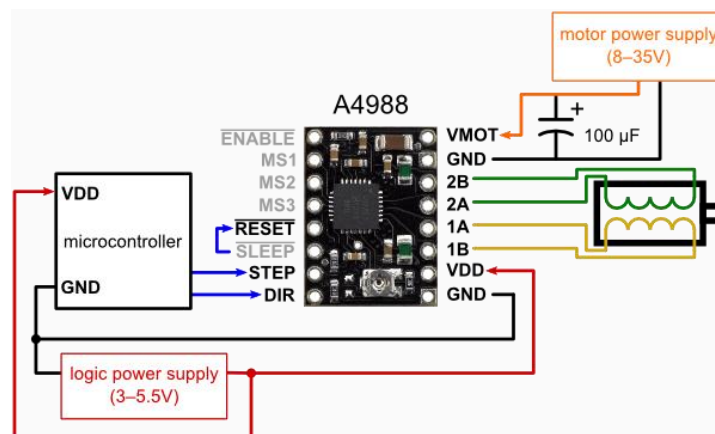 motor power supply
(8–35V)
A4988
ENABLE
VMOT
+
100 µF
MS1
GND
MS2
2B
MS3
2A
VDD
RESET
1A
microcontroller
SLEEP
1B
STEP
VDD
GND
DIR
GND
logic power supply
(3–5.5V)